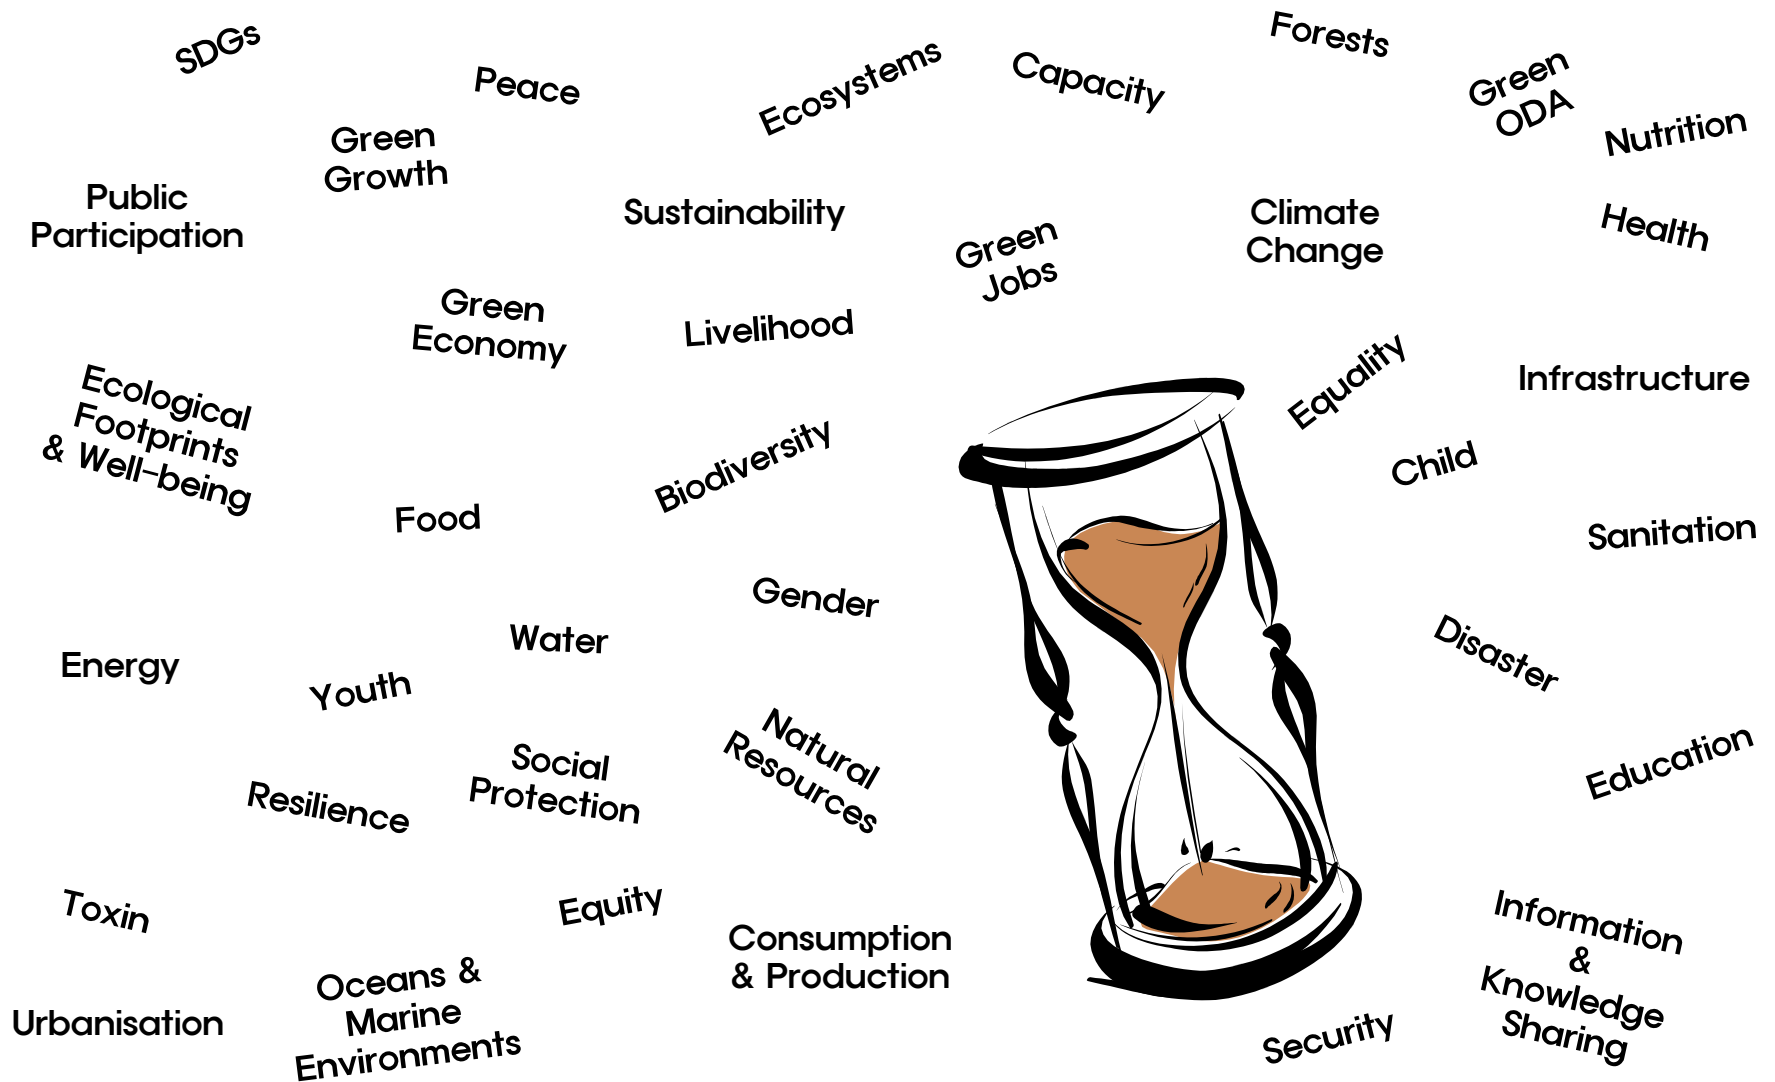 SDGs
Peace
Ecosystems
Capacity
Forests
Green
ODA
Nutrition
Green
Growth
Public
Participation
Sustainability
Green
Jobs
Climate
Change
Health
Green
Economy
Livelihood
Equality
Infrastructure
Ecological
Footprints
& Well-being
Biodiversity
Child
Food
Sanitation
Gender
Water
Energy
Youth
Disaster
Natural
Resources
Social
Protection
Resilience
Education
Toxin
Equity
Consumption
& Production
Information
&
Knowledge
Sharing
Urbanisation
Oceans &
Marine
Environments
Security